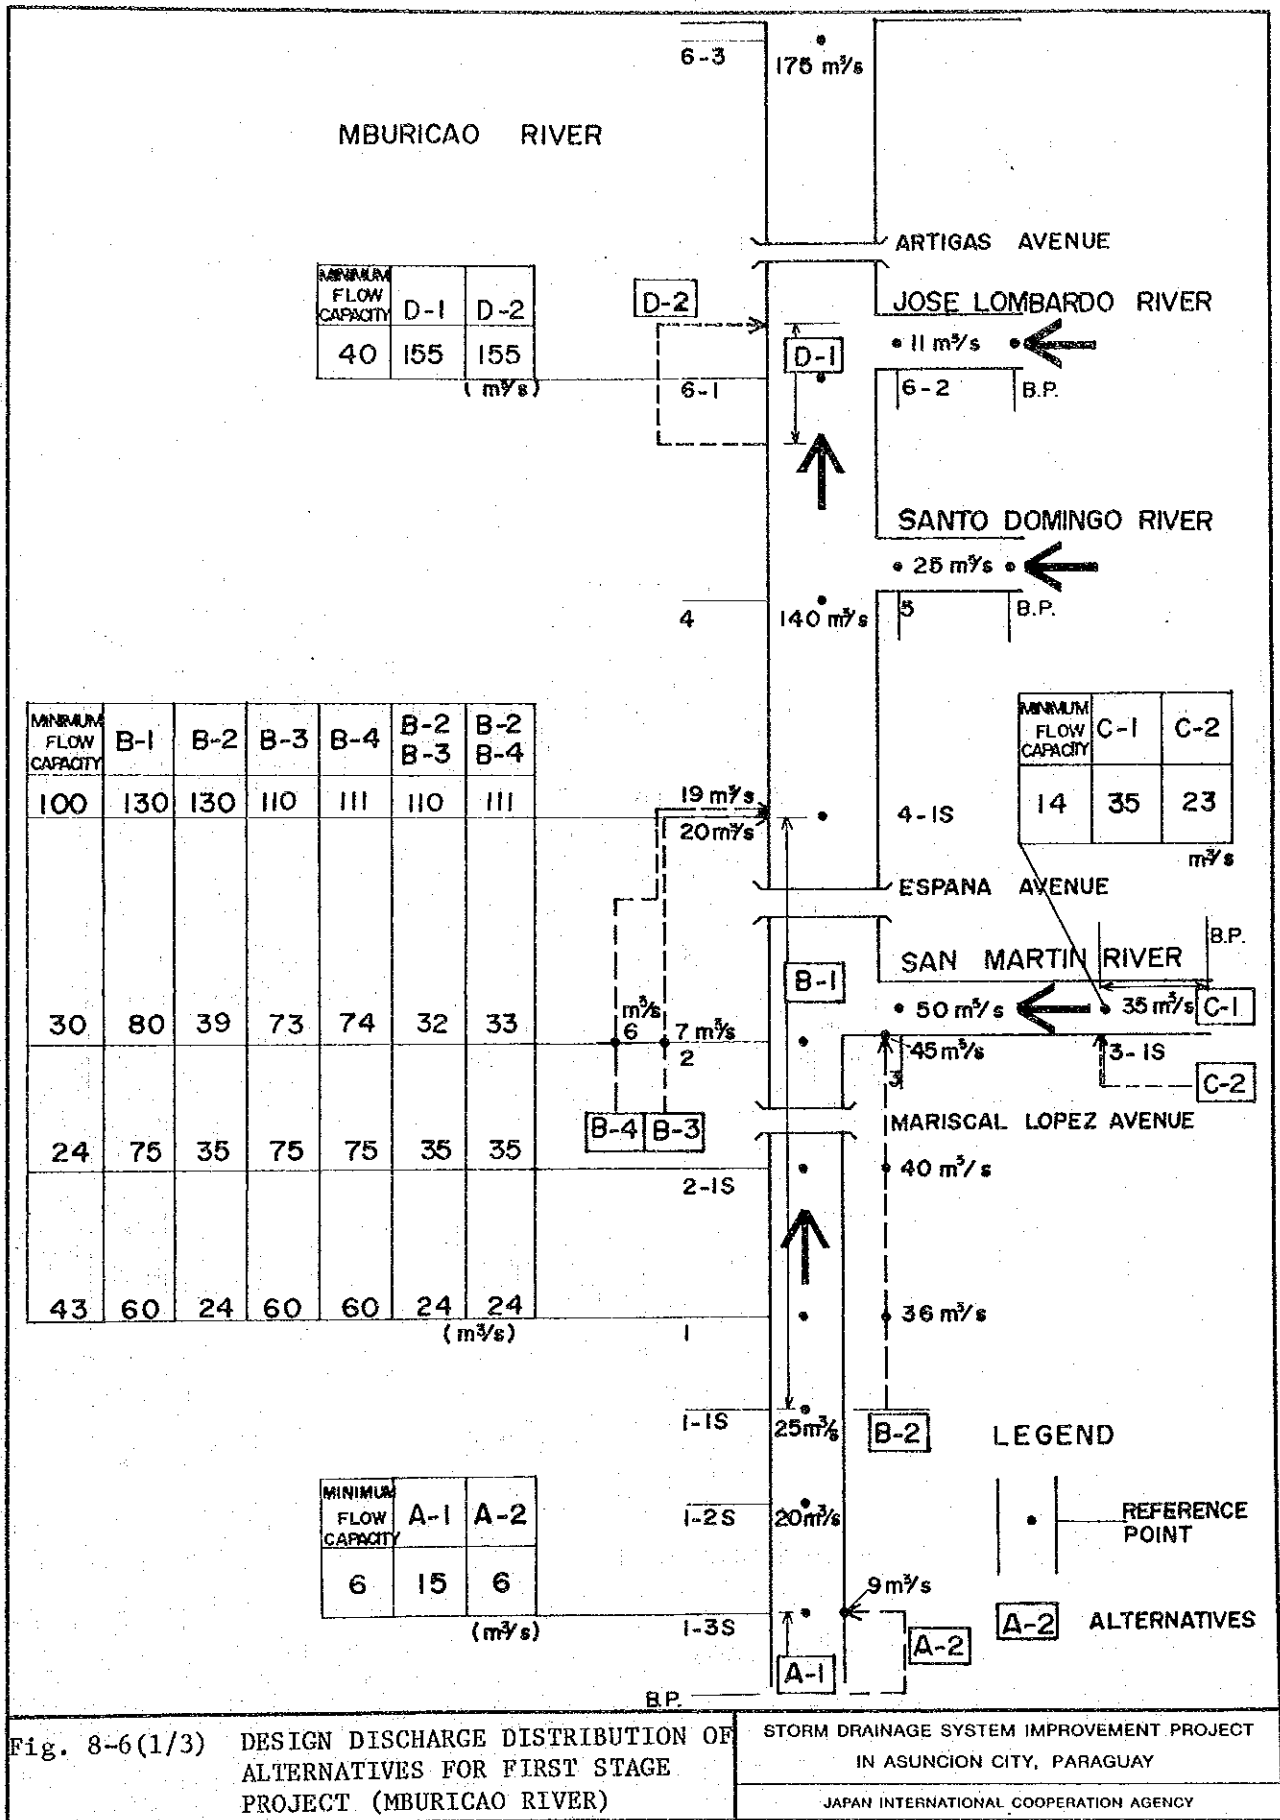 6-3
175 m³/s
MBURICAO RIVER
ARTIGAS AVENUE
MINIMUM FLOW CAPACITY D-1 D-2
40 155 155
(m³/s)
D-2
JOSE LOMBARDO RIVER
D-1
11 m³/s
6-1
6-2
B.P.
SANTO DOMINGO RIVER
25 m³/s
4
140 m³/s
5
B.P.
MINIMUM FLOW CAPACITY B-1 B-2 B-3 B-4 B-2 B-3 B-2 B-4
100 130 130 110 111 110 111
30 80 39 73 74 32 33
24 75 35 75 75 35 35
43 60 24 60 60 24 24
(m³/s)
MINIMUM FLOW CAPACITY C-1 C-2
14 35 23
m³/s
19 m³/s
20 m³/s
4-1S
ESPANA AVENUE
B.P.
SAN MARTIN RIVER
B-1
50 m³/s
35 m³/s
C-1
m³/s
6
7 m³/s
2
45 m³/s
3
3-1S
C-2
B-4
B-3
MARISCAL LOPEZ AVENUE
2-1S
40 m³/s
1
36 m³/s
1-1S
25 m³/s
B-2
LEGEND
MINIMUM FLOW CAPACITY A-1 A-2
6 15 6
(m³/s)
1-2S
20 m³/s
REFERENCE POINT
9 m³/s
1-3S
A-2
A-2 ALTERNATIVES
A-1
B.P.
Fig. 8-6(1/3) DESIGN DISCHARGE DISTRIBUTION OF
ALTERNATIVES FOR FIRST STAGE
PROJECT (MBURICAO RIVER)
STORM DRAINAGE SYSTEM IMPROVEMENT PROJECT
IN ASUNCION CITY, PARAGUAY
JAPAN INTERNATIONAL COOPERATION AGENCY